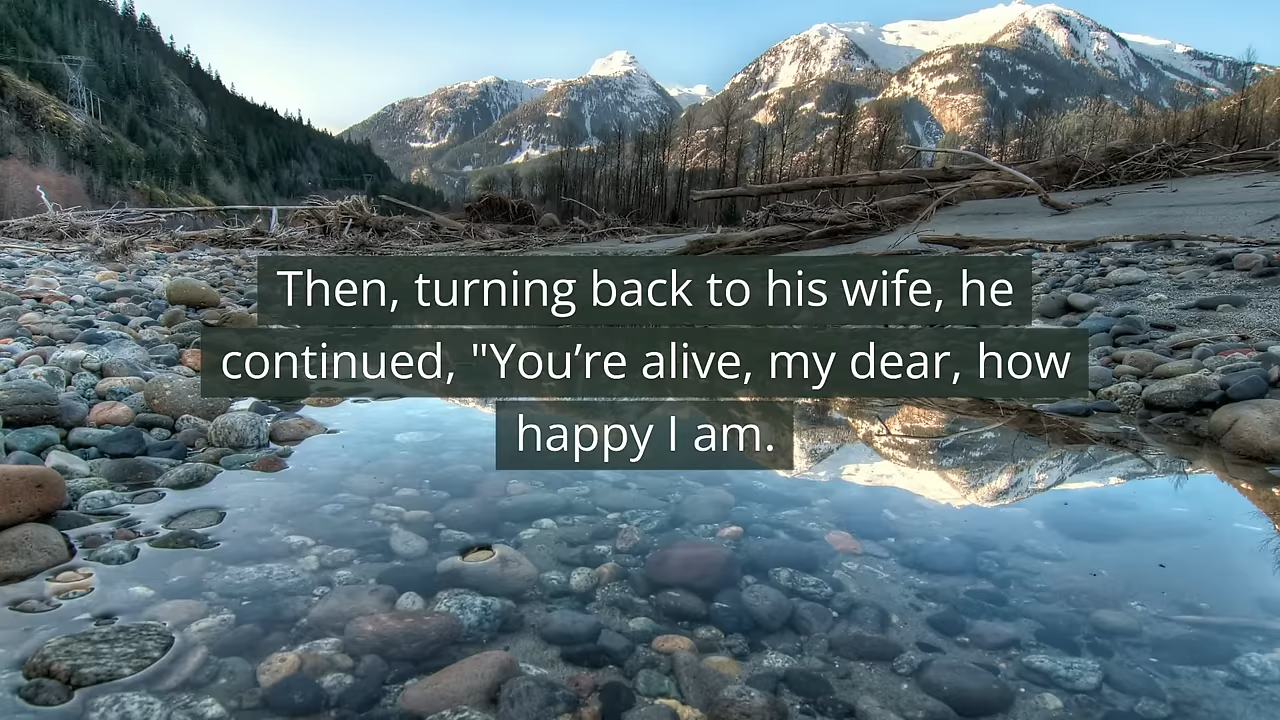 Then, turning back to his wife, he
continued, "You’re alive, my dear, how
happy I am.